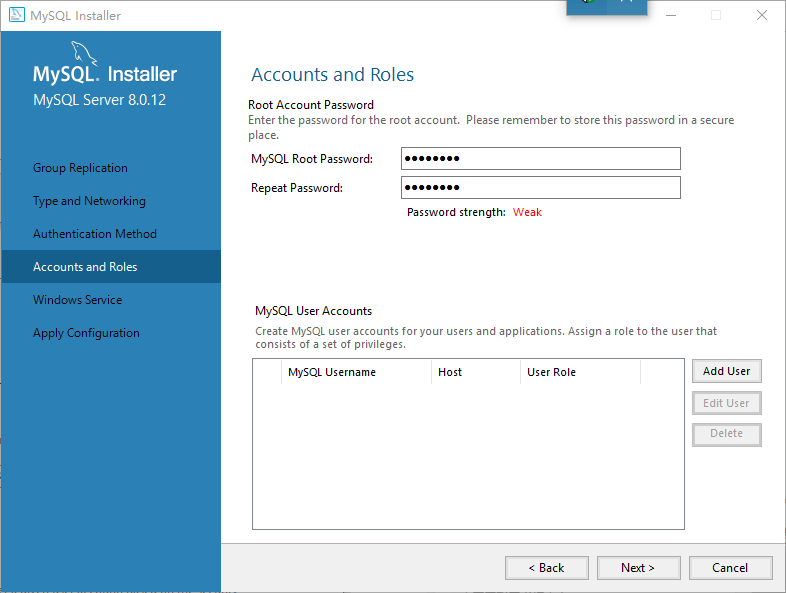 MySQL Installer
MySQL. Installer
MySQL Server 8.0.12
Group Replication
Type and Networking
Authentication Method
Accounts and Roles
Windows Service
Apply Configuration
Accounts and Roles
Root Account Password
Enter the password for the root account. Please remember to store this password in a secure
place.
MySQL Root Password: ●●●●●●●●
Repeat Password: ●●●●●●●●
Password strength: Weak
MySQL User Accounts
Create MySQL user accounts for your users and applications. Assign a role to the user that
consists of a set of privileges.
MySQL Username Host User Role
Add User
Edit User
Delete
< Back Next > Cancel